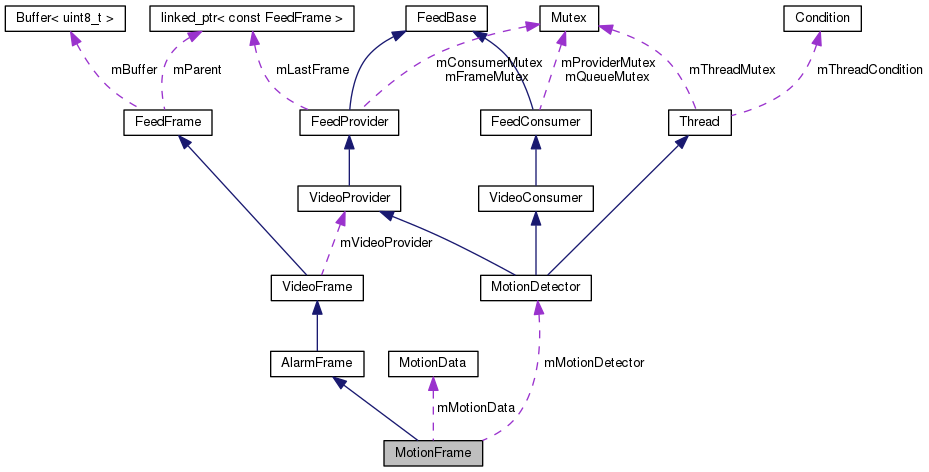 Buffer< uint8_t >
linked_ptr< const FeedFrame >
FeedBase
Mutex
Condition
mBuffer
mParent
mLastFrame
mConsumerMutex
mFrameMutex
mProviderMutex
mQueueMutex
mThreadMutex
mThreadCondition
FeedFrame
FeedProvider
FeedConsumer
Thread
VideoProvider
VideoConsumer
mVideoProvider
VideoFrame
MotionDetector
AlarmFrame
MotionData
mMotionDetector
mMotionData
MotionFrame